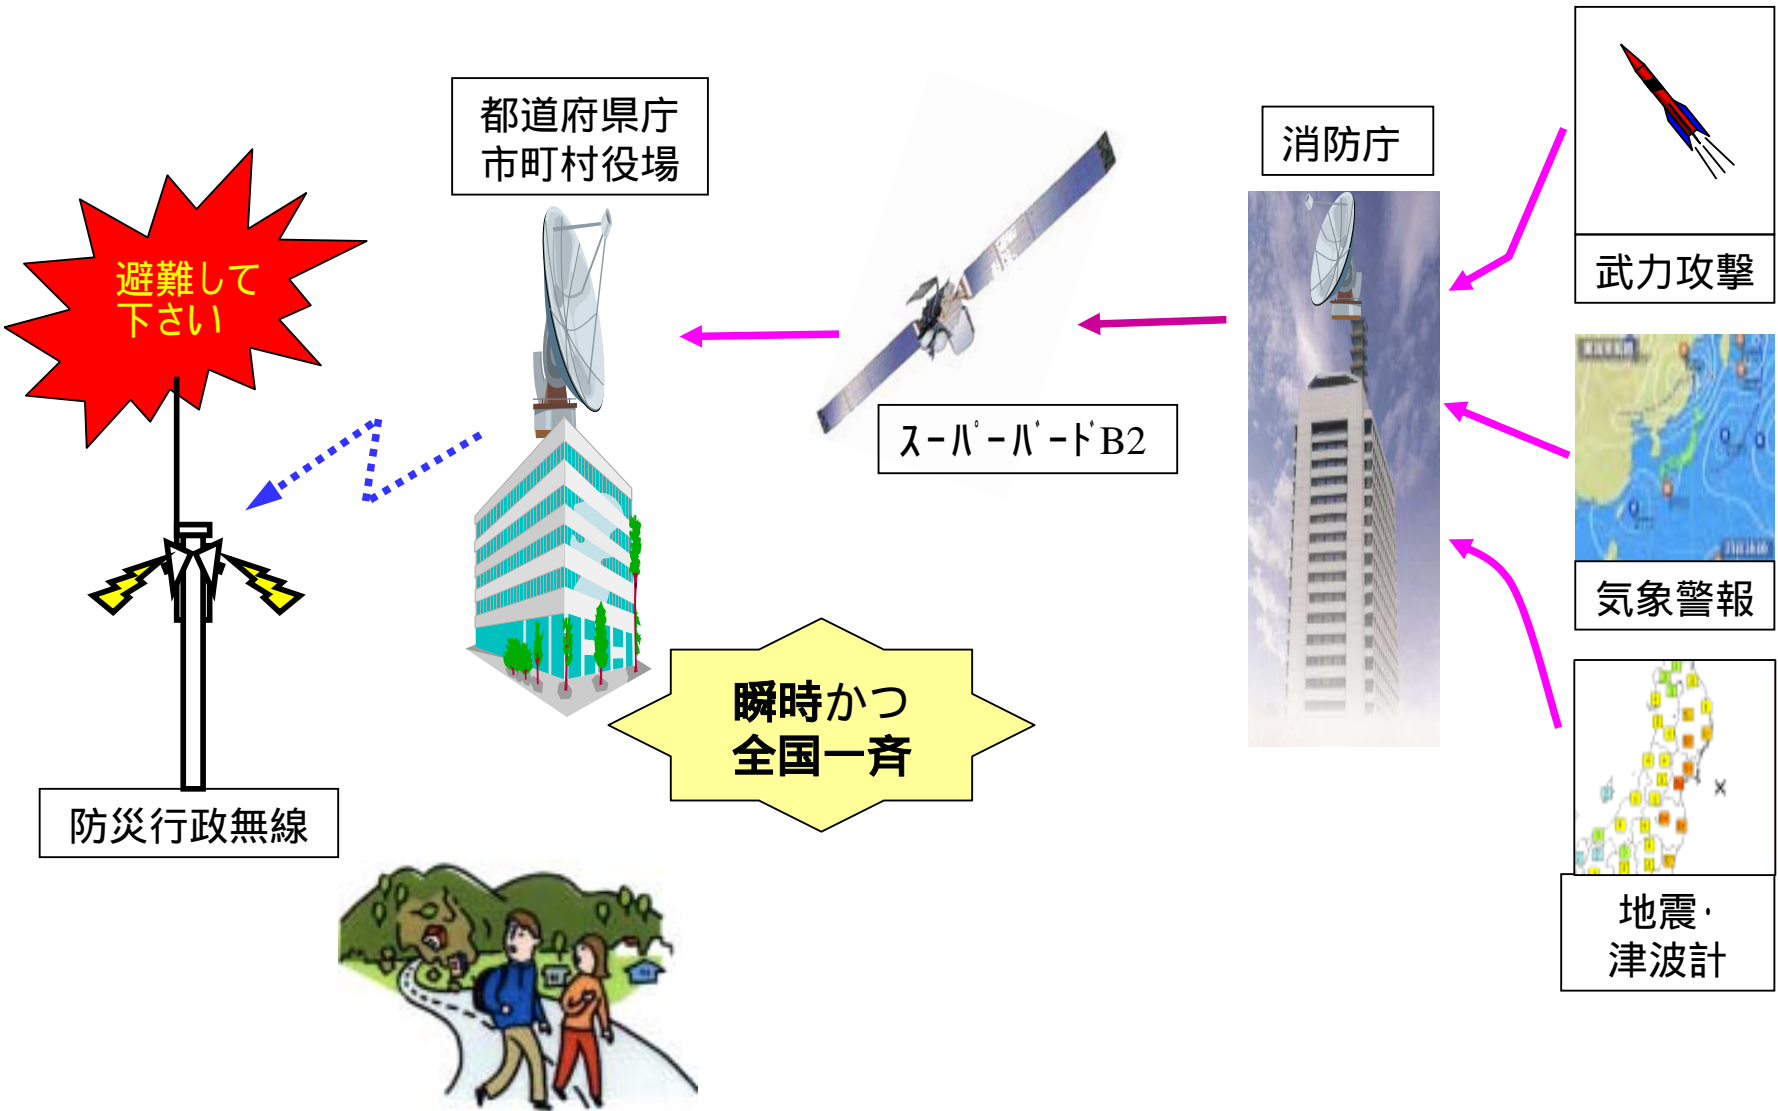 都道府県庁
市町村役場
消防庁
避難して
下さい
武力攻撃
ｽｰﾊﾟｰﾊﾞｰﾄﾞB2
気象警報
瞬時かつ
全国一斉
防災行政無線
地震・
津波計